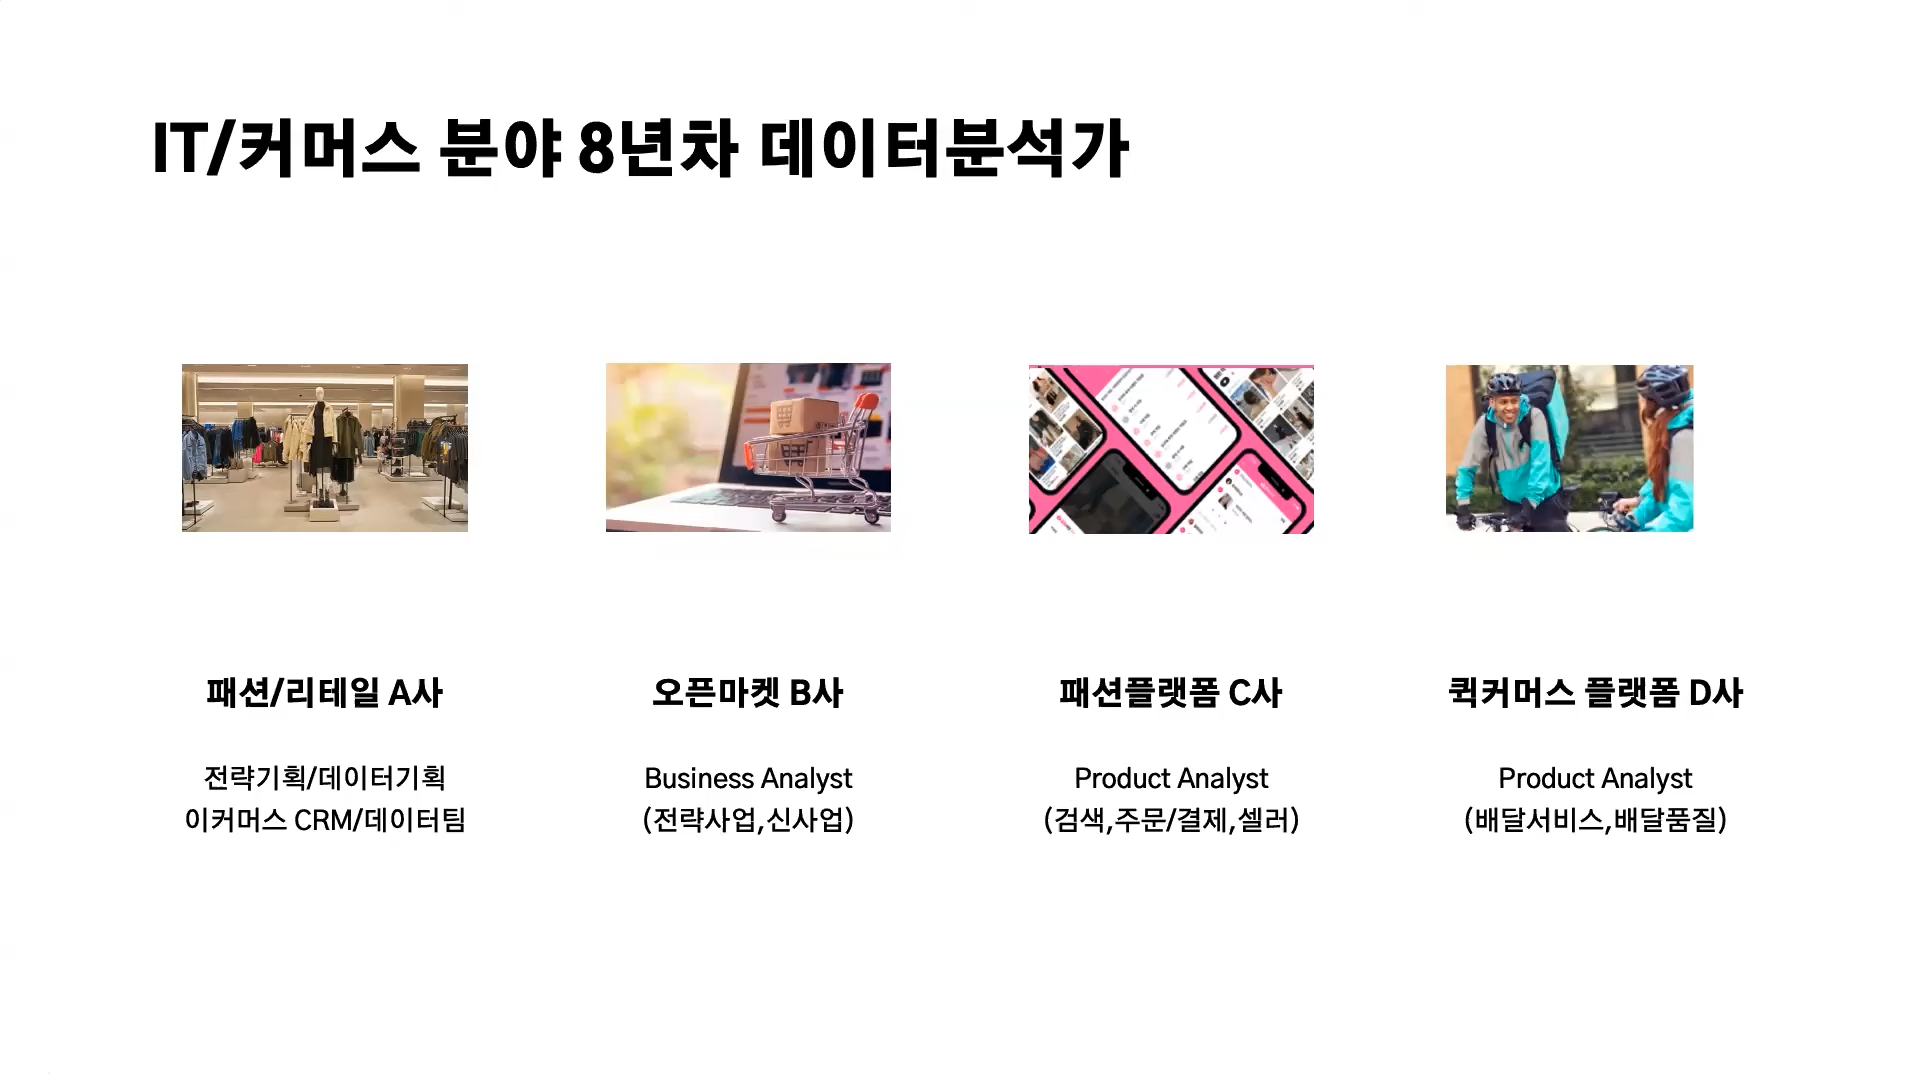 IT/커머스 분야 8년차 데이터분석가
패션/리테일 A사
전략기획/데이터기획
이커머스 CRM/데이터팀
오픈마켓 B사
Business Analyst
(전략사업,신사업)
패션플랫폼 C사
Product Analyst
(검색,주문/결제,셀러)
퀵커머스 플랫폼 D사
Product Analyst
(배달서비스,배달품질)